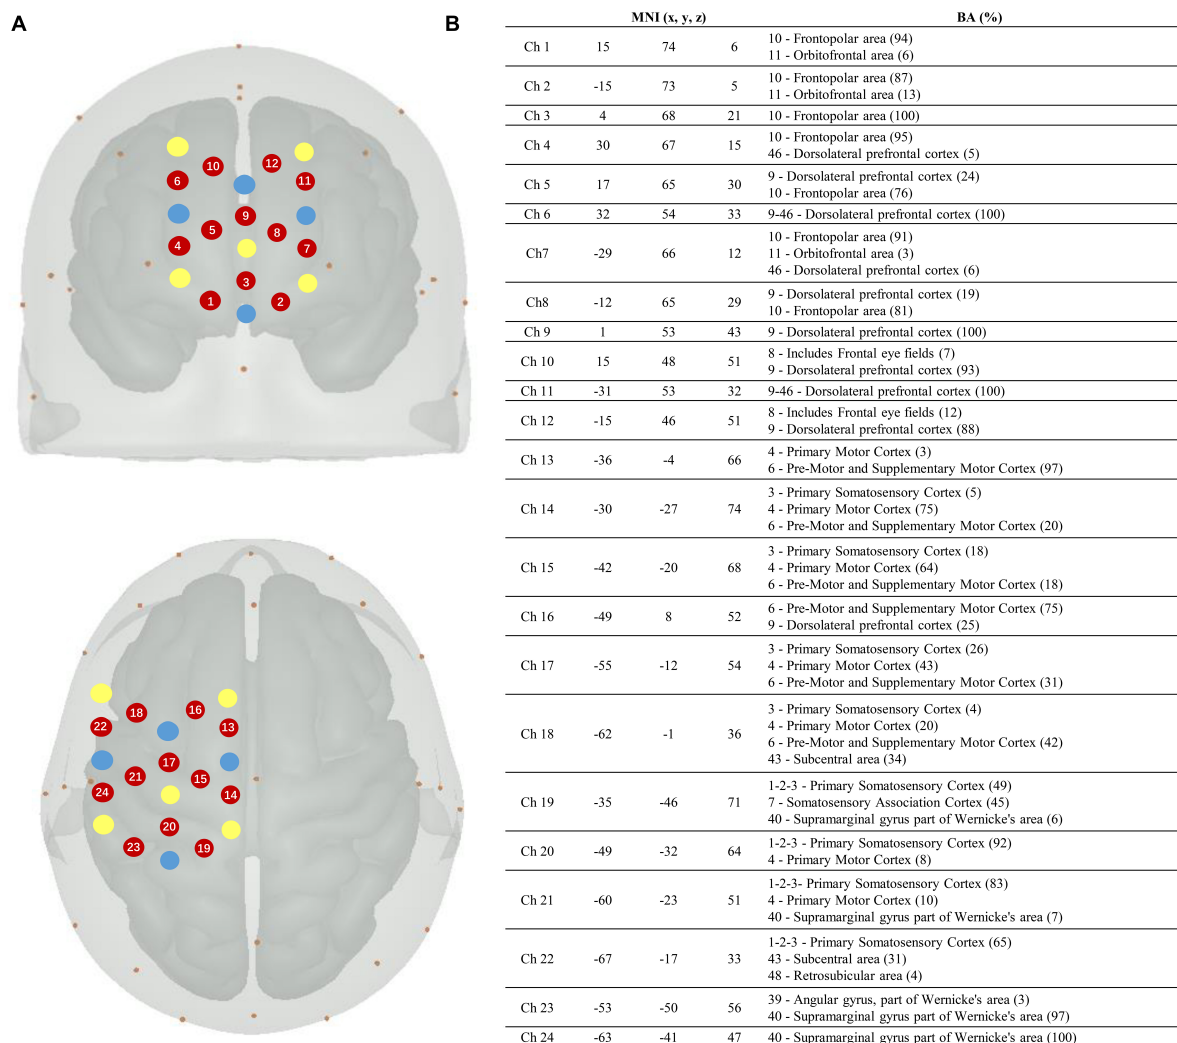 A
10
12
6
11
9
5
8
4
7
3
1
2
16
18
22
13
17
21
15
24
14
20
23
19
B
MNI (x, y, z) BA (%)
Ch 1 15 74 6 10 - Frontopolar area (94)
11 - Orbitofrontal area (6)
Ch 2 -15 73 5 10 - Frontopolar area (87)
11 - Orbitofrontal area (13)
Ch 3 4 68 21 10 - Frontopolar area (100)
Ch 4 30 67 15 10 - Frontopolar area (95)
46 - Dorsolateral prefrontal cortex (5)
Ch 5 17 65 30 9 - Dorsolateral prefrontal cortex (24)
10 - Frontopolar area (76)
Ch 6 32 54 33 9-46 - Dorsolateral prefrontal cortex (100)
Ch7 -29 66 12 10 - Frontopolar area (91)
11 - Orbitofrontal area (3)
46 - Dorsolateral prefrontal cortex (6)
Ch8 -12 65 29 9 - Dorsolateral prefrontal cortex (19)
10 - Frontopolar area (81)
Ch 9 1 53 43 9 - Dorsolateral prefrontal cortex (100)
Ch 10 15 48 51 8 - Includes Frontal eye fields (7)
9 - Dorsolateral prefrontal cortex (93)
Ch 11 -31 53 32 9-46 - Dorsolateral prefrontal cortex (100)
Ch 12 -15 46 51 8 - Includes Frontal eye fields (12)
9 - Dorsolateral prefrontal cortex (88)
Ch 13 -36 -4 66 4 - Primary Motor Cortex (3)
6 - Pre-Motor and Supplementary Motor Cortex (97)
Ch 14 -30 -27 74 3 - Primary Somatosensory Cortex (5)
4 - Primary Motor Cortex (75)
6 - Pre-Motor and Supplementary Motor Cortex (20)
Ch 15 -42 -20 68 3 - Primary Somatosensory Cortex (18)
4 - Primary Motor Cortex (64)
6 - Pre-Motor and Supplementary Motor Cortex (18)
Ch 16 -49 8 52 6 - Pre-Motor and Supplementary Motor Cortex (75)
9 - Dorsolateral prefrontal cortex (25)
Ch 17 -55 -12 54 3 - Primary Somatosensory Cortex (26)
4 - Primary Motor Cortex (43)
6 - Pre-Motor and Supplementary Motor Cortex (31)
Ch 18 -62 -1 36 3 - Primary Somatosensory Cortex (4)
4 - Primary Motor Cortex (20)
6 - Pre-Motor and Supplementary Motor Cortex (42)
43 - Subcentral area (34)
Ch 19 -35 -46 71 1-2-3 - Primary Somatosensory Cortex (49)
7 - Somatosensory Association Cortex (45)
40 - Supramarginal gyrus part of Wernicke's area (6)
Ch 20 -49 -32 64 1-2-3 - Primary Somatosensory Cortex (92)
4 - Primary Motor Cortex (8)
Ch 21 -60 -23 51 1-2-3- Primary Somatosensory Cortex (83)
4 - Primary Motor Cortex (10)
40 - Supramarginal gyrus part of Wernicke's area (7)
Ch 22 -67 -17 33 1-2-3 - Primary Somatosensory Cortex (65)
43 - Subcentral area (31)
48 - Retrosubicular area (4)
Ch 23 -53 -50 56 39 - Angular gyrus, part of Wernicke's area (3)
40 - Supramarginal gyrus part of Wernicke's area (97)
Ch 24 -63 -41 47 40 - Supramarginal gyrus part of Wernicke's area (100)